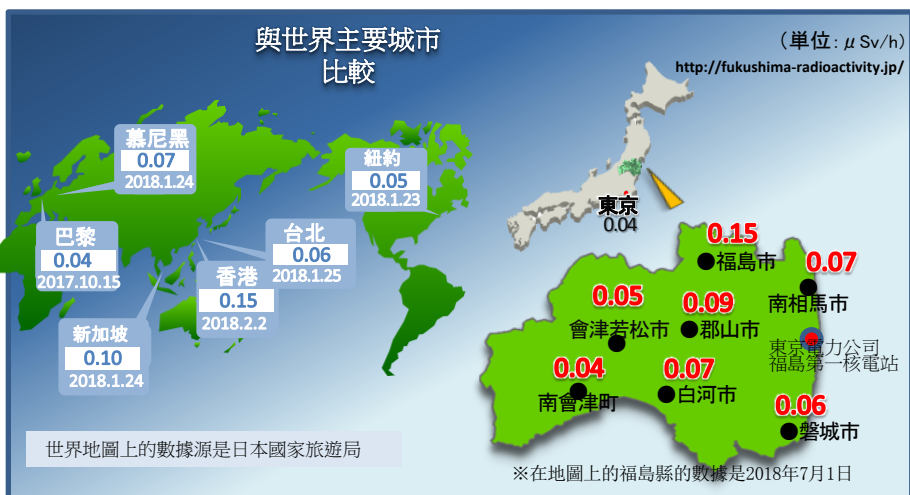 與世界主要城市
比較
（単位：μSv/h）
http://fukushima-radioactivity.jp/
慕尼黑
0.07
2018.1.24
紐約
0.05
2018.1.23
巴黎
0.04
2017.10.15
台北
0.06
2018.1.25
香港
0.15
2018.2.2
新加坡
0.10
2018.1.24
東京
0.04
0.15
福島市
0.07
南相馬市
0.05
會津若松市
0.09
郡山市
東京電力公司
福島第一核電站
0.04
南會津町
0.07
白河市
0.06
磐城市
世界地圖上的數據源是日本國家旅遊局
※在地圖上的福島縣的數據是2018年7月1日